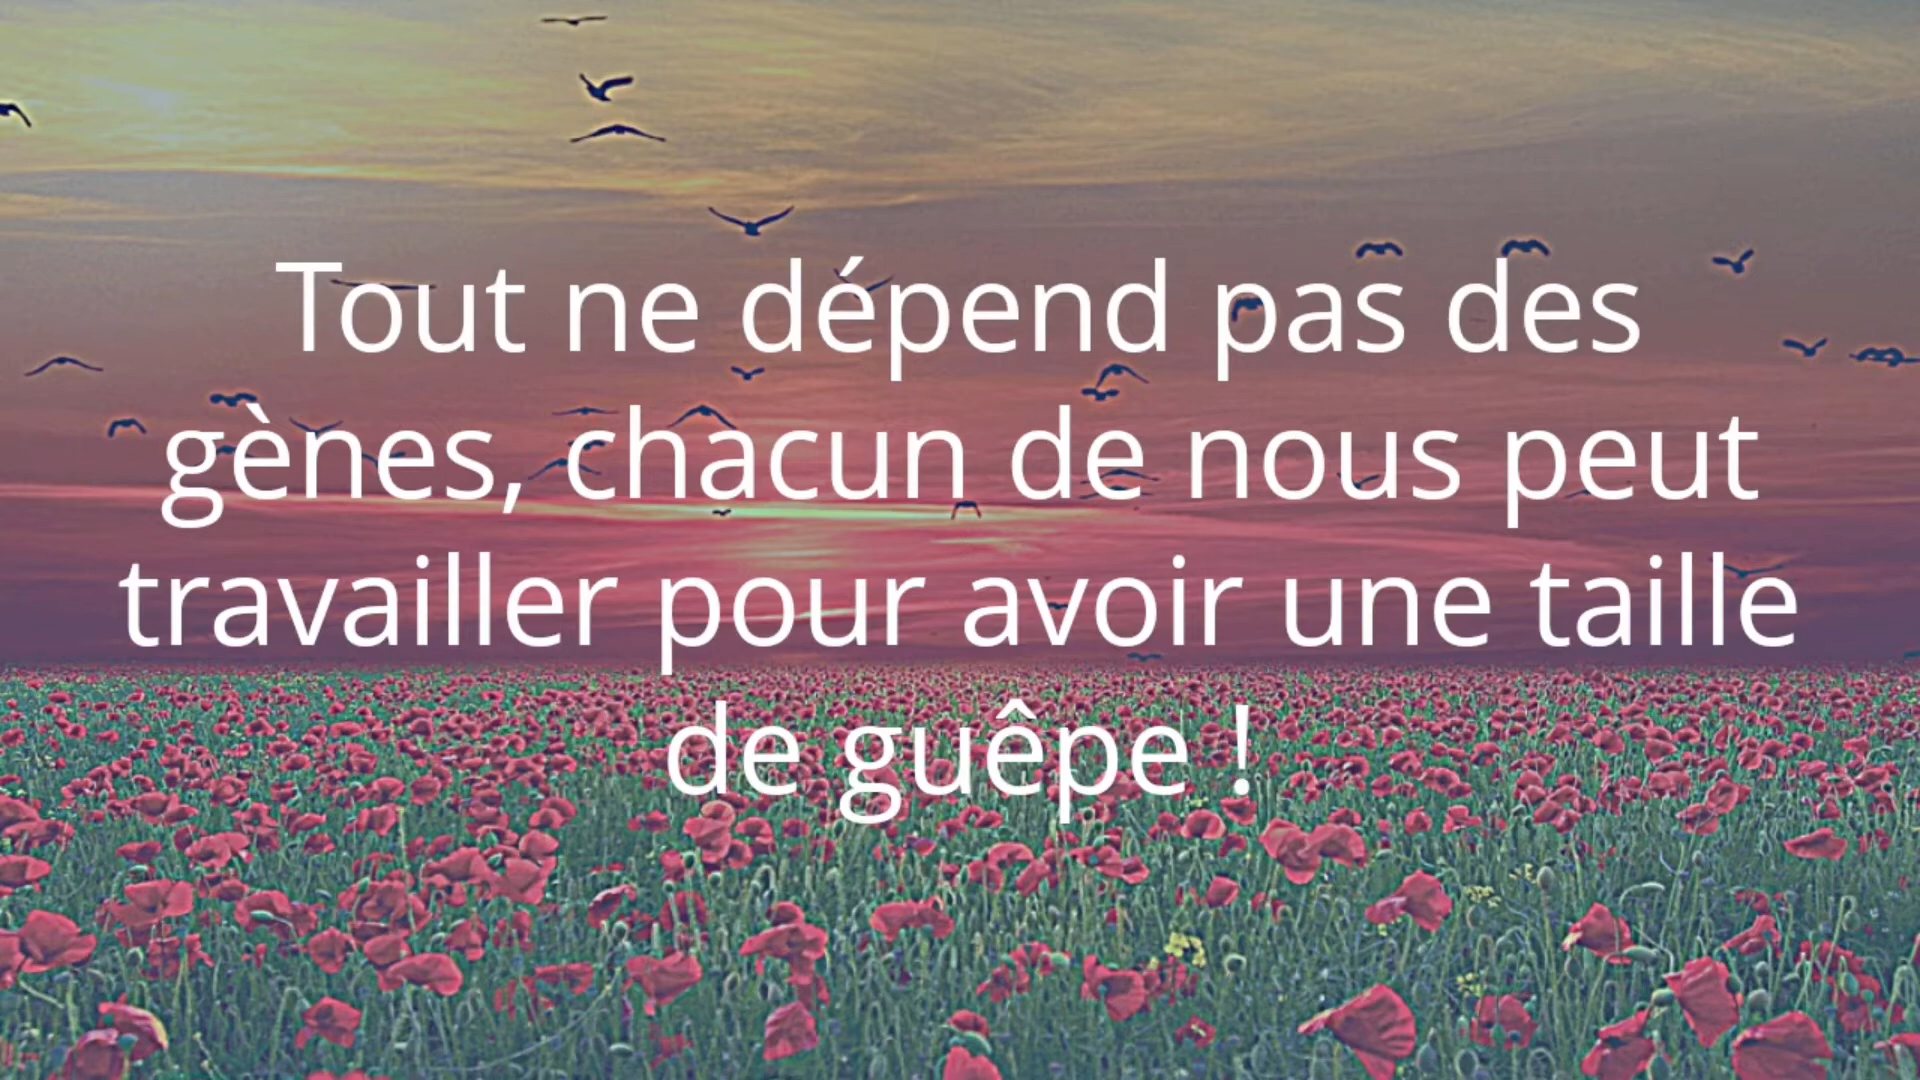 Tout ne dépend pas des
gènes, chacun de nous peut
travailler pour avoir une taille
de guêpe !